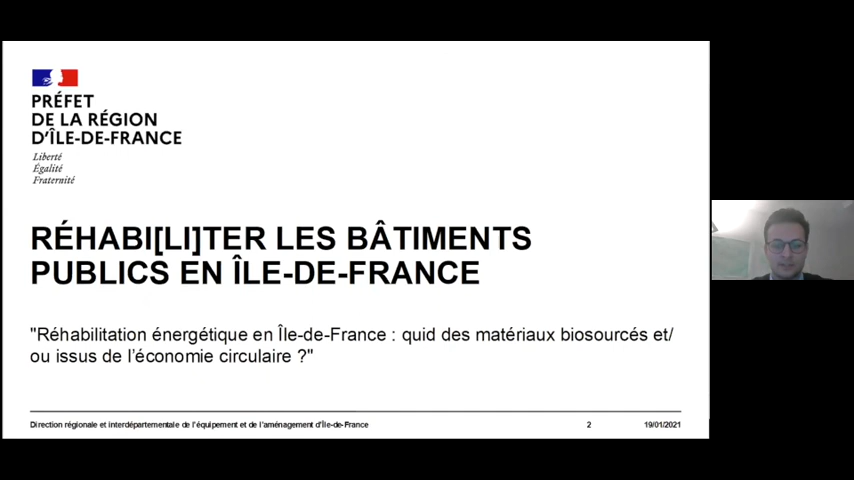 PRÉFET
DE LA RÉGION
D'ÎLE-DE-FRANCE
Liberté
Égalité
Fraternité
RÉHABI[LI]TER LES BÂTIMENTS
PUBLICS EN ÎLE-DE-FRANCE
"Réhabilitation énergétique en Île-de-France : quid des matériaux biosourcés et/
ou issus de l'économie circulaire ?"
Direction régionale et interdépartementale de l'équipement et de l'aménagement d'Île-de-France 2 19/01/2021